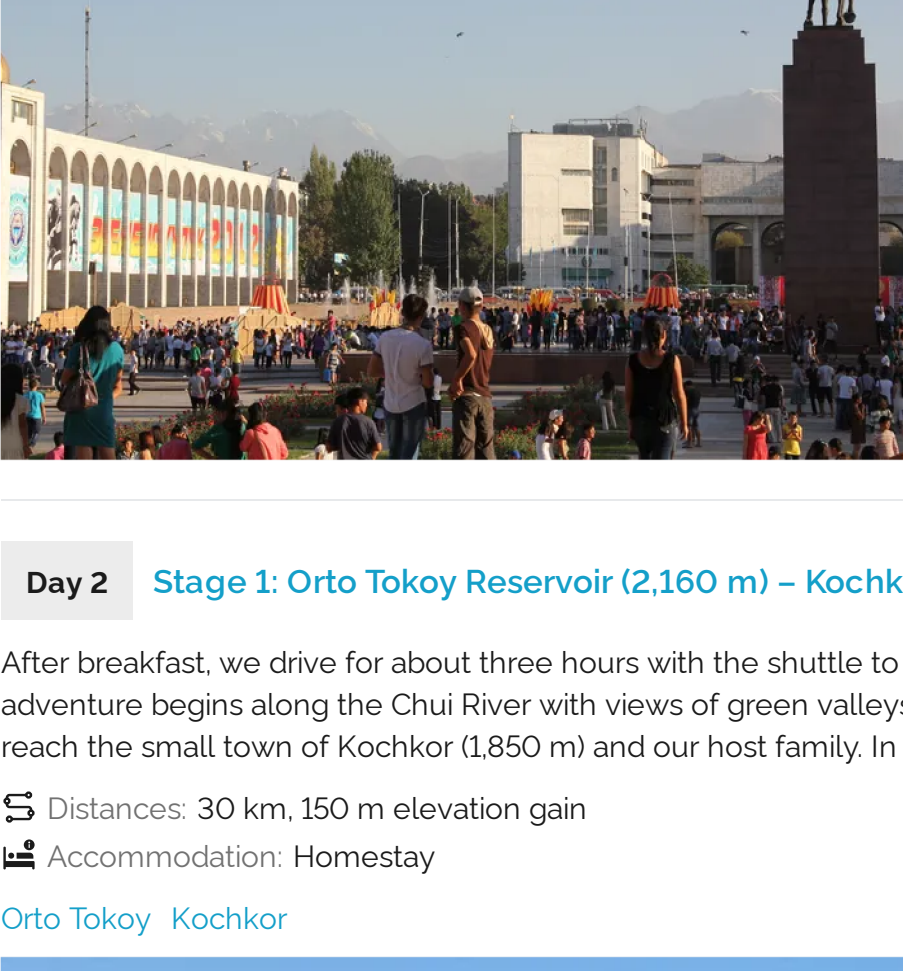 Day 2
Stage 1: Orto Tokoy Reservoir (2,160 m) – Kochk
After breakfast, we drive for about three hours with the shuttle to
adventure begins along the Chui River with views of green valleys
reach the small town of Kochkor (1,850 m) and our host family. In
Distances: 30 km, 150 m elevation gain
Accommodation: Homestay
Orto Tokoy Kochkor